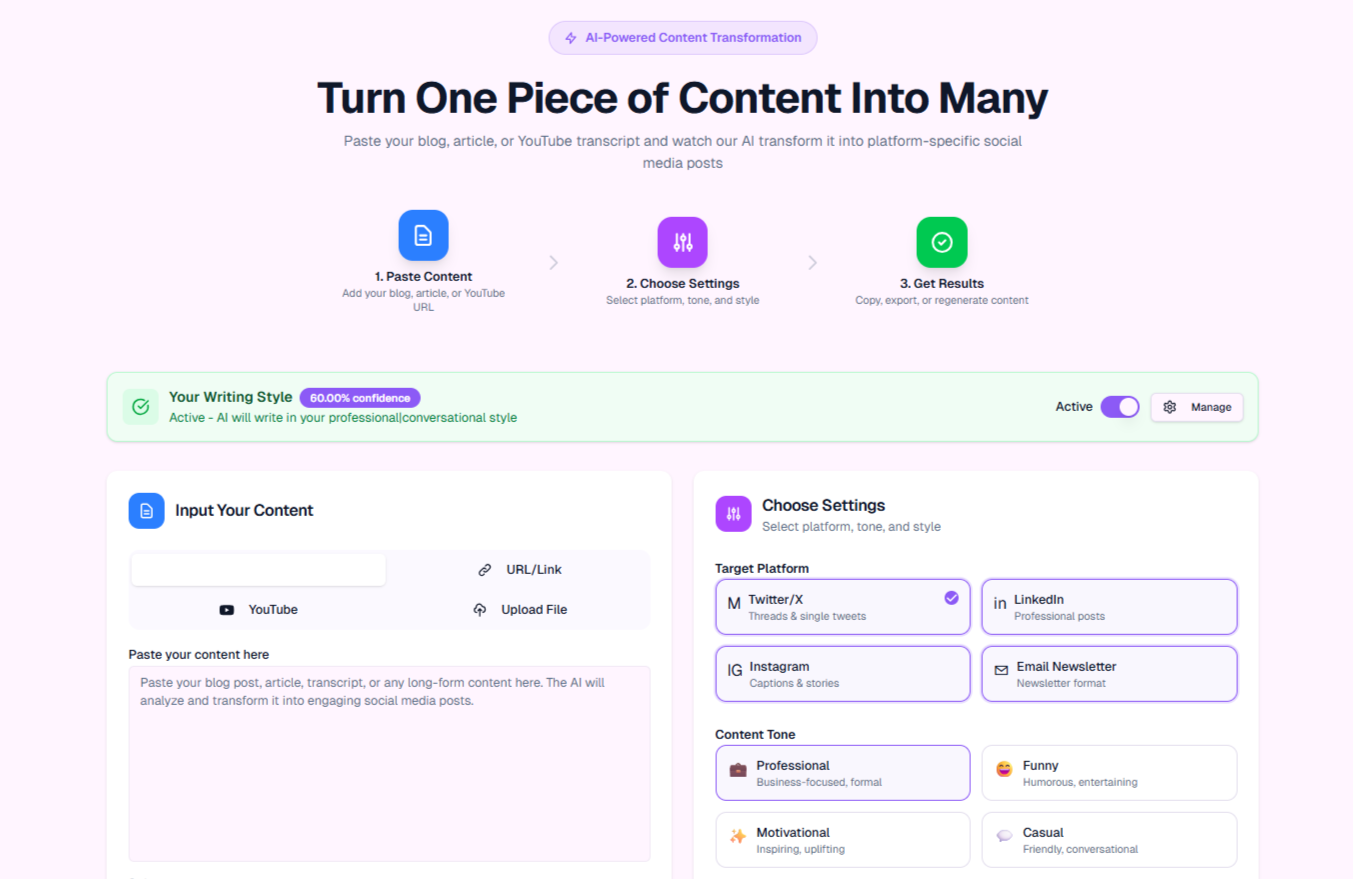 AI-Powered Content Transformation
Turn One Piece of Content Into Many
Paste your blog, article, or YouTube transcript and watch our AI transform it into platform-specific social
media posts
1. Paste Content
Add your blog, article, or YouTube
URL
2. Choose Settings
Select platform, tone, and style
3. Get Results
Copy, export, or regenerate content
Your Writing Style 60.00% confidence
Active - AI will write in your professional|conversational style
Active
Manage
Input Your Content
URL/Link
YouTube
Upload File
Paste your content here
Paste your blog post, article, transcript, or any long-form content here. The AI will
analyze and transform it into engaging social media posts.
Choose Settings
Select platform, tone, and style
Target Platform
M Twitter/X
Threads & single tweets
in LinkedIn
Professional posts
IG Instagram
Captions & stories
Email Newsletter
Newsletter format
Content Tone
Professional
Business-focused, formal
Funny
Humorous, entertaining
Motivational
Inspiring, uplifting
Casual
Friendly, conversational